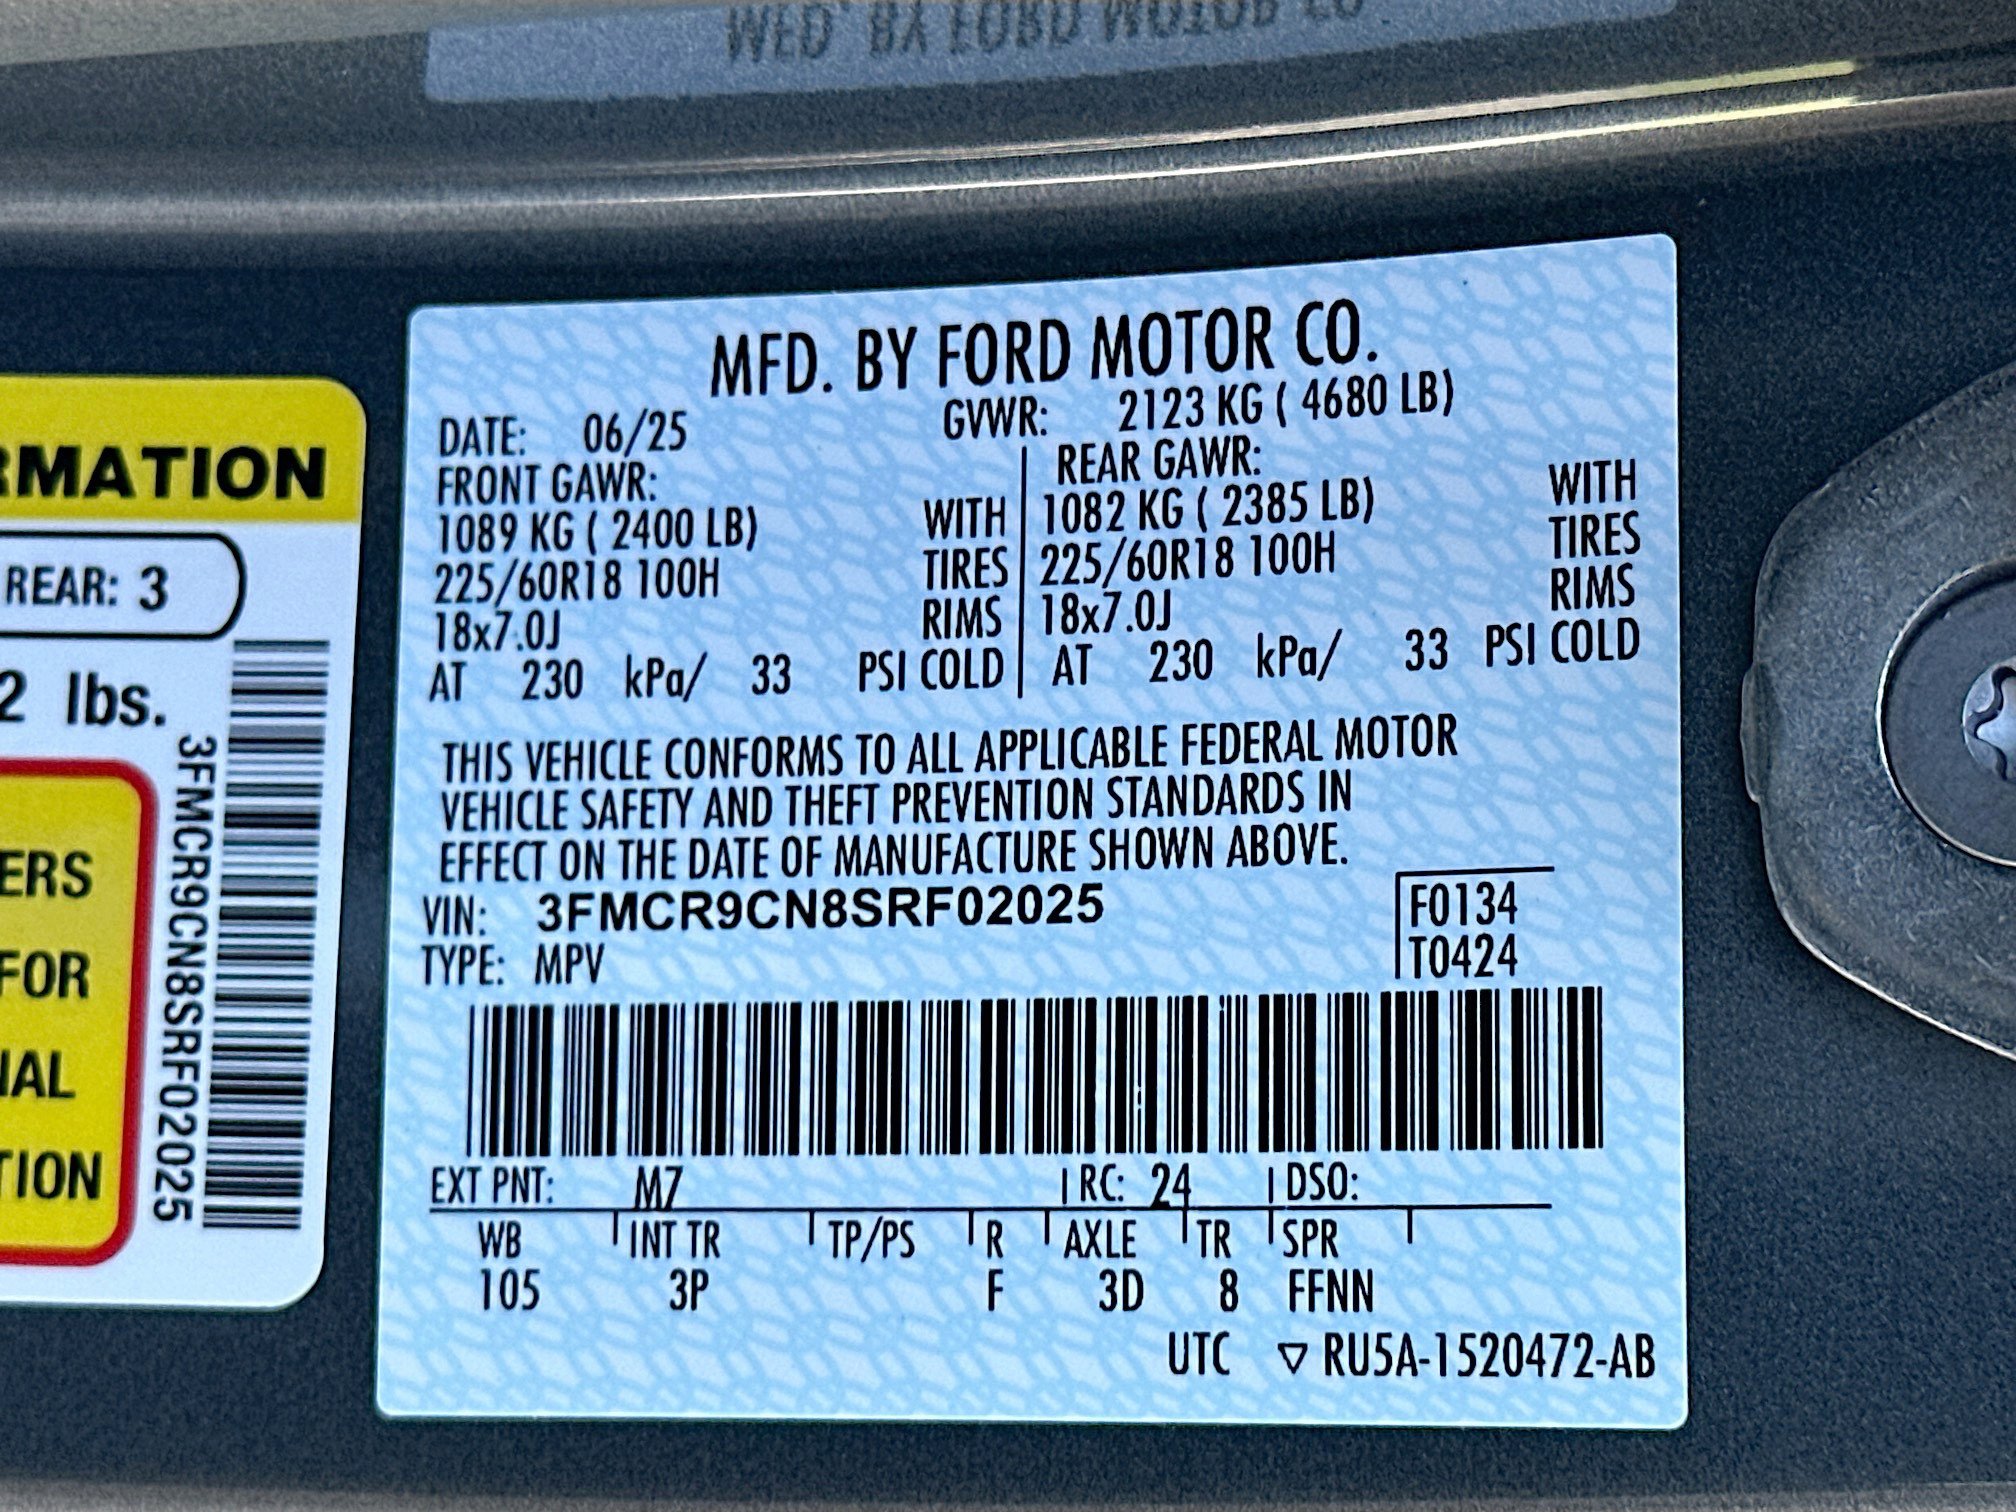 MFD. BY FORD MOTOR CO.
RMATION
REAR: 3
2 lbs.
ERS
FOR
NAL
TION
3FMCR9CN8SRF02025
MFD. BY FORD MOTOR CO.
DATE: 06/25 GVWR: 2123 KG ( 4680 LB)
FRONT GAWR: REAR GAWR:
1089 KG ( 2400 LB) WITH 1082 KG ( 2385 LB) WITH
225/60R18 100H TIRES 225/60R18 100H TIRES
18x7.0J RIMS 18x7.0J RIMS
AT 230 kPa/ 33 PSI COLD AT 230 kPa/ 33 PSI COLD
THIS VEHICLE CONFORMS TO ALL APPLICABLE FEDERAL MOTOR
VEHICLE SAFETY AND THEFT PREVENTION STANDARDS IN
EFFECT ON THE DATE OF MANUFACTURE SHOWN ABOVE.
VIN: 3FMCR9CN8SRF02025 F0134
TYPE: MPV T0424
EXT PNT: M7 RC: 24 DSO:
WB INT TR TP/PS R AXLE TR SPR
105 3P F 3D 8 FFNN
UTC ▽ RU5A-1520472-AB